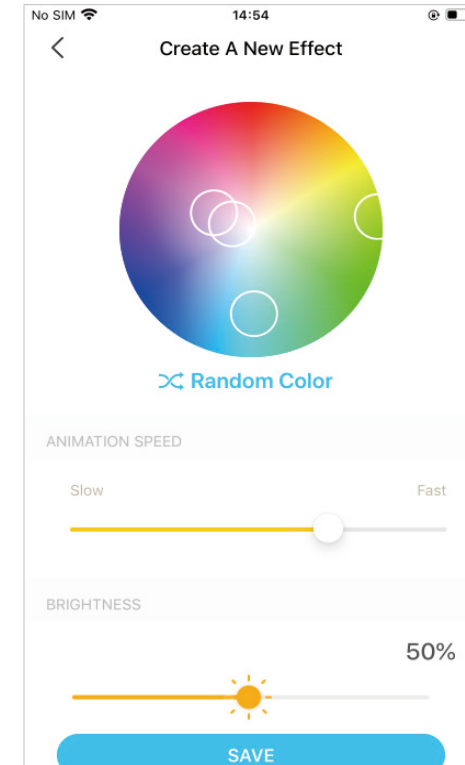 No SIM 14:54
Create A New Effect
Random Color
ANIMATION SPEED
Slow Fast
BRIGHTNESS
50%
SAVE